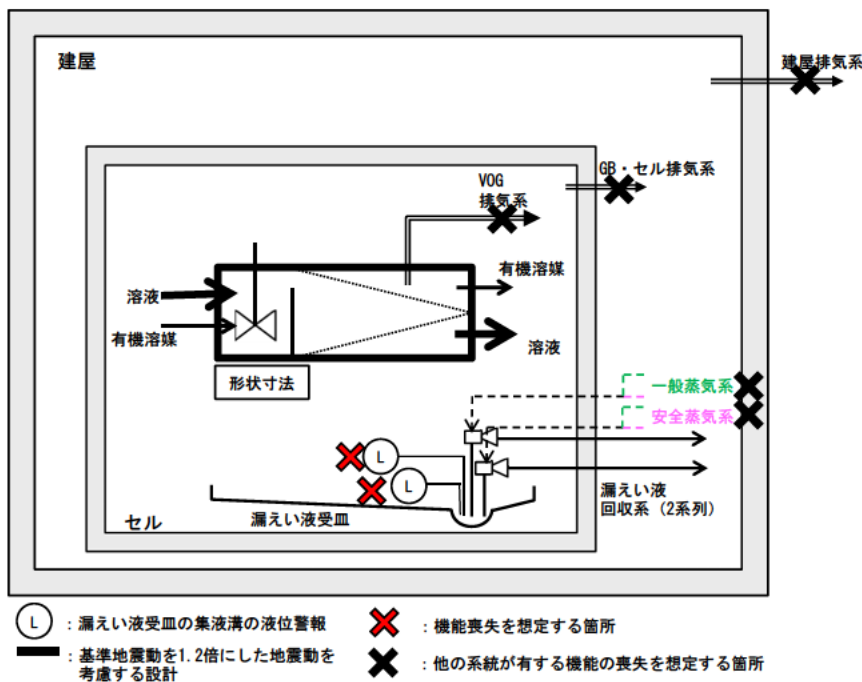 建屋
建屋排気系
GB・セル排気系
VOG
排気系
溶液
有機溶媒
有機溶媒
溶液
形状寸法
一般蒸気系
安全蒸気系
L
L
漏えい液
回収系（2系列）
漏えい液受皿
セル
L
：漏えい液受皿の集液溝の液位警報
：機能喪失を想定する箇所
：基準地震動を1.2倍にした地震動を
考慮する設計
：他の系統が有する機能の喪失を想定する箇所